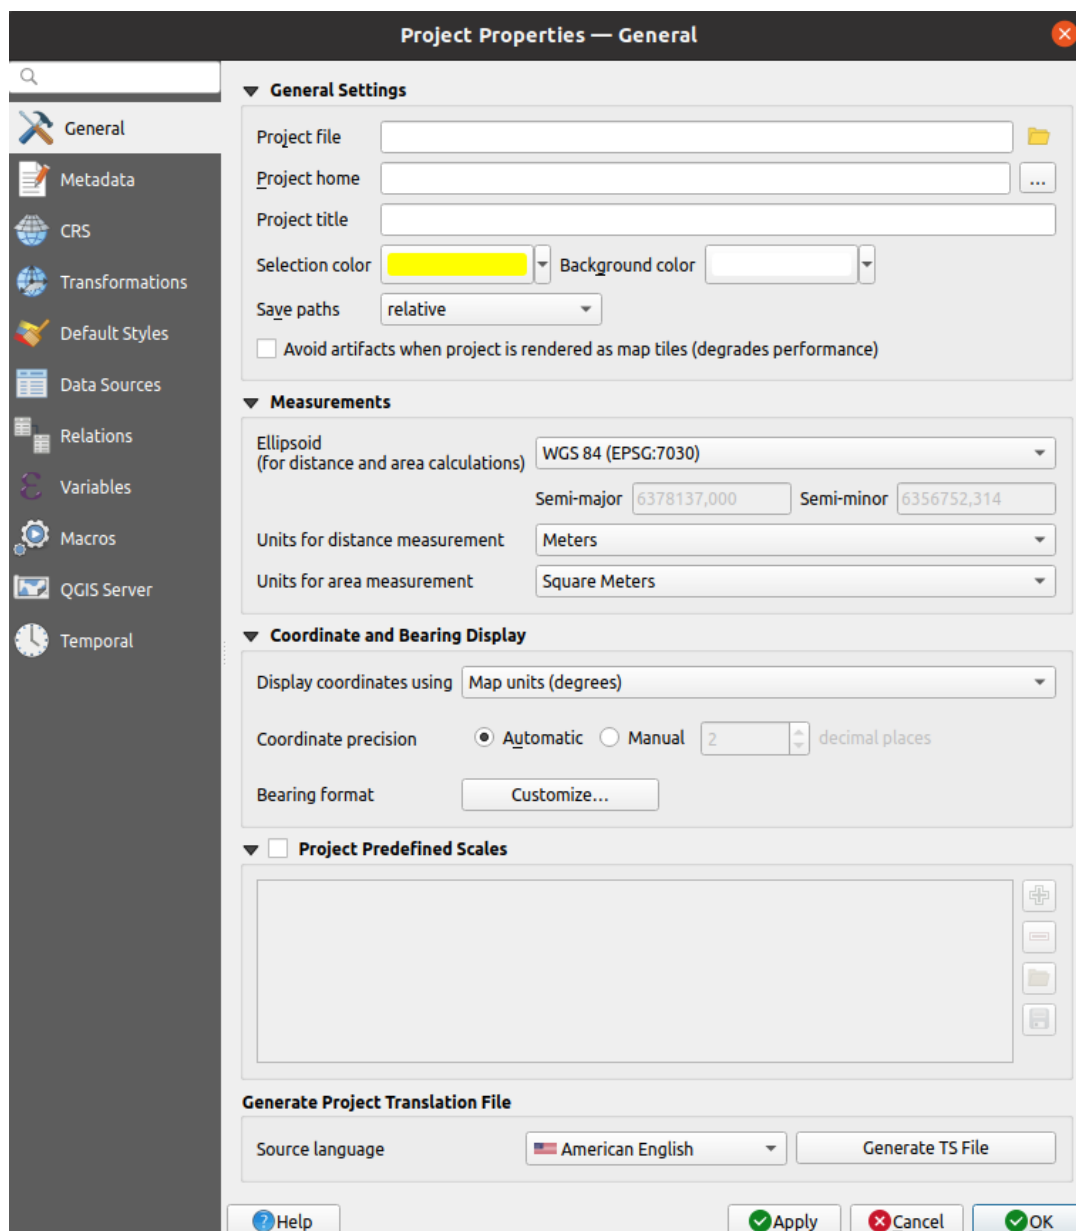 Project Properties — General
General
Metadata
CRS
Transformations
Default Styles
Data Sources
Relations
Variables
Macros
QGIS Server
Temporal
General Settings
Project file
Project home ...
Project title
Selection color Background color
Save paths relative
Avoid artifacts when project is rendered as map tiles (degrades performance)
Measurements
Ellipsoid
(for distance and area calculations) WGS 84 (EPSG:7030)
Semi-major 6378137,000 Semi-minor 6356752,314
Units for distance measurement Meters
Units for area measurement Square Meters
Coordinate and Bearing Display
Display coordinates using Map units (degrees)
Coordinate precision Automatic Manual 2 decimal places
Bearing format Customize...
Project Predefined Scales
Generate Project Translation File
Source language American English Generate TS File
Help Apply Cancel OK